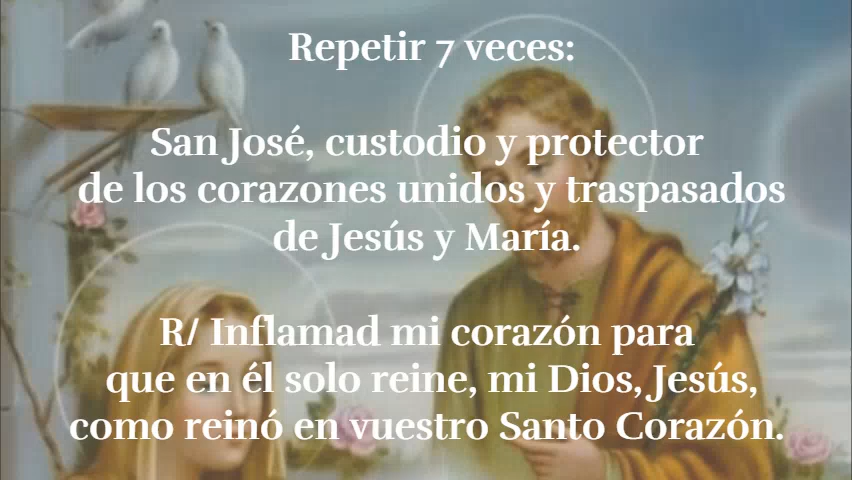 Repetir 7 veces:
San José, custodio y protector
de los corazones unidos y traspasados
de Jesús y María.
R/ Inflamad mi corazón para
que en él solo reine, mi Dios, Jesús,
como reinó en vuestro Santo Corazón.